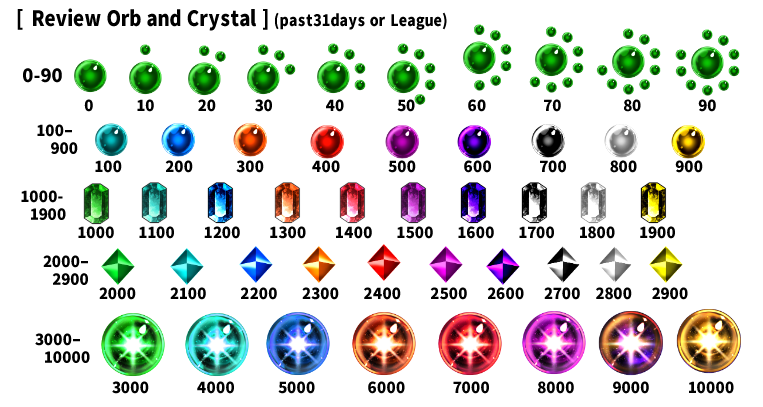 [ Review Orb and Crystal ] (past31days or League)
0-90
0 10 20 30 40 50 60 70 80 90
100–
900
100 200 300 400 500 600 700 800 900
1000-
1900
1000 1100 1200 1300 1400 1500 1600 1700 1800 1900
2000–
2900
2000 2100 2200 2300 2400 2500 2600 2700 2800 2900
3000–
10000
3000 4000 5000 6000 7000 8000 9000 10000